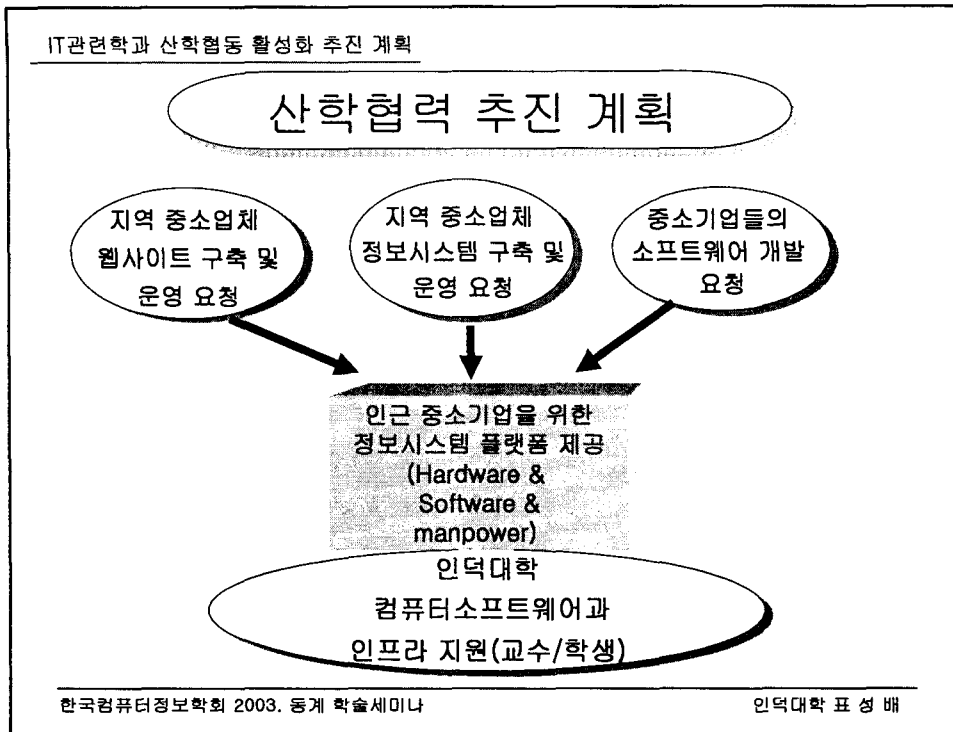 IT관련학과 산학협동 활성화 추진 계획
산학협력 추진 계획
지역 중소업체
웹사이트 구축 및
운영 요청
지역 중소업체
정보시스템 구축 및
운영 요청
중소기업들의
소프트웨어 개발
요청
인근 중소기업을 위한
정보시스템 플랫폼 제공
(Hardware &
Software &
manpower)
인덕대학
컴퓨터소프트웨어과
인프라 지원(교수/학생)
한국컴퓨터정보학회 2003. 동계 학술세미나
인덕대학 표 성 배